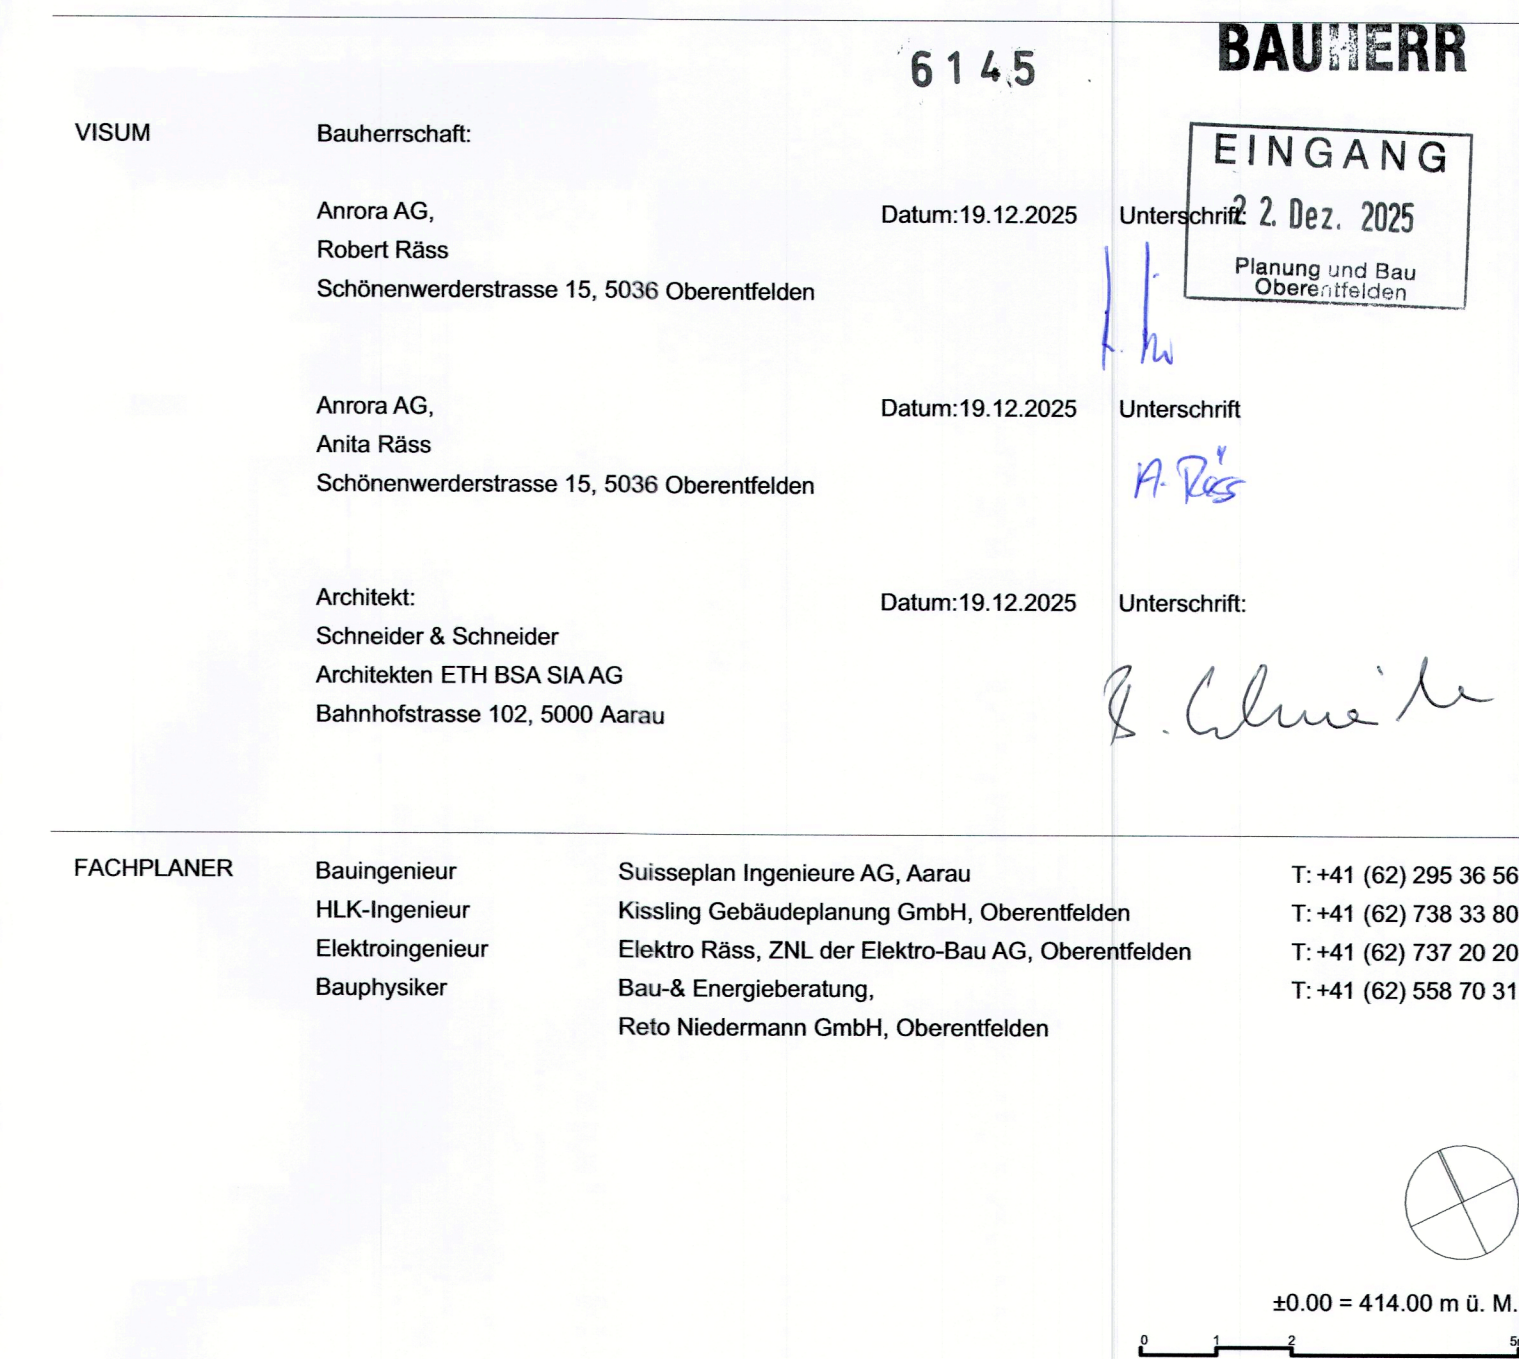 BAUHERR
6145
VISUM Bauherrschaft:
EINGANG
22. Dez. 2025
Planung und Bau
Oberentfelden
Anrora AG, Datum:19.12.2025 Unterschrift:
Robert Räss
Schönenwerderstrasse 15, 5036 Oberentfelden
Anrora AG, Datum:19.12.2025 Unterschrift
Anita Räss
Schönenwerderstrasse 15, 5036 Oberentfelden
A. Räss
Architekt: Datum:19.12.2025 Unterschrift:
Schneider & Schneider
Architekten ETH BSA SIA AG
Bahnhofstrasse 102, 5000 Aarau
FACHPLANER Bauingenieur Suisseplan Ingenieure AG, Aarau T: +41 (62) 295 36 56
HLK-Ingenieur Kissling Gebäudeplanung GmbH, Oberentfelden T: +41 (62) 738 33 80
Elektroingenieur Elektro Räss, ZNL der Elektro-Bau AG, Oberentfelden T: +41 (62) 737 20 20
Bauphysiker Bau-& Energieberatung, T: +41 (62) 558 70 31
Reto Niedermann GmbH, Oberentfelden
±0.00 = 414.00 m ü. M.
0 1 2 5